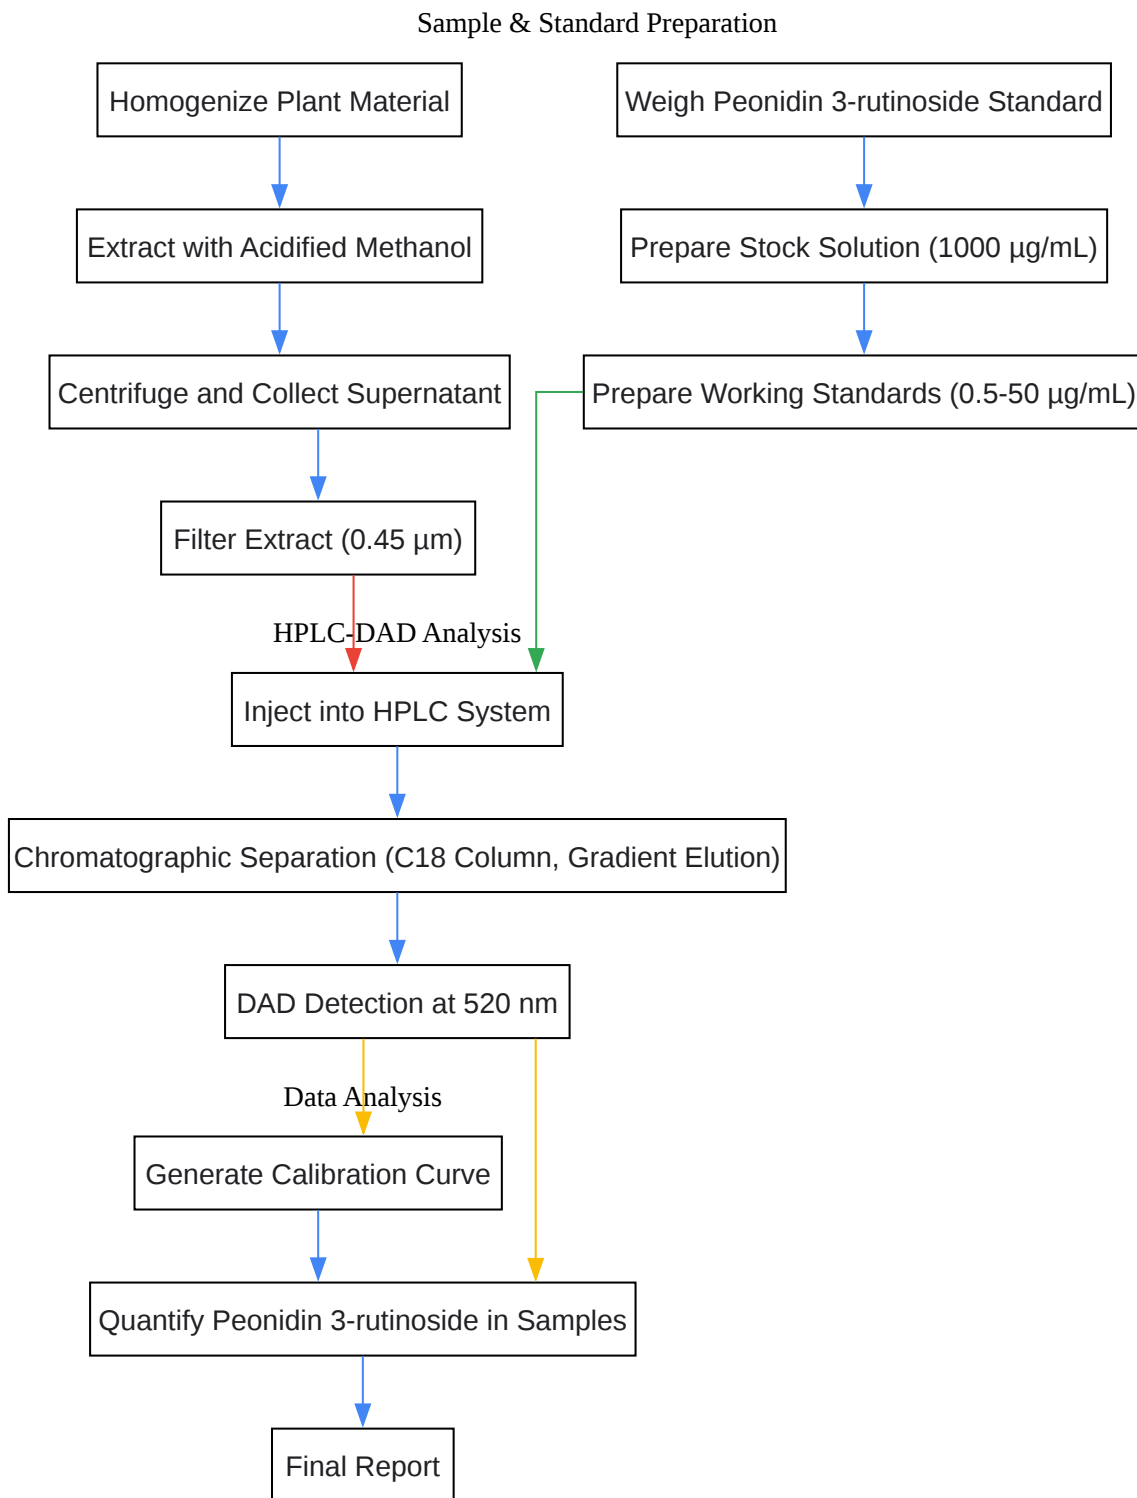 Sample & Standard Preparation
Homogenize Plant Material
Weigh Peonidin 3-rutinoside Standard
Extract with Acidified Methanol
Prepare Stock Solution (1000 µg/mL)
Centrifuge and Collect Supernatant
Prepare Working Standards (0.5-50 µg/mL)
Filter Extract (0.45 µm)
HPLC-DAD Analysis
Inject into HPLC System
Chromatographic Separation (C18 Column, Gradient Elution)
DAD Detection at 520 nm
Data Analysis
Generate Calibration Curve
Quantify Peonidin 3-rutinoside in Samples
Final Report